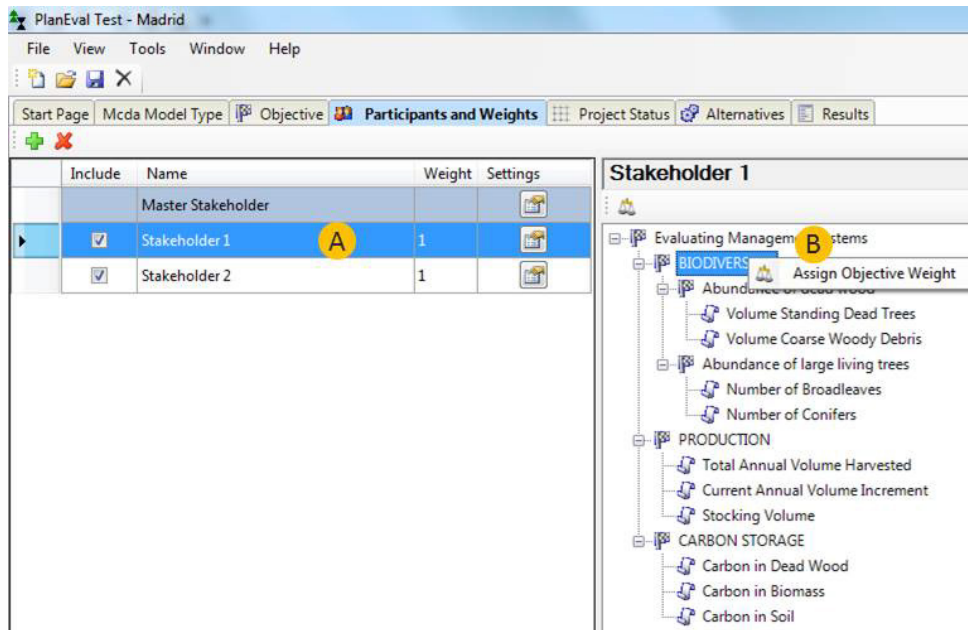 PlanEval Test - Madrid
File View Tools Window Help
Start Page Mcda Model Type Objective Participants and Weights Project Status Alternatives Results
Include Name Weight Settings
Master Stakeholder
Stakeholder 1 A 1
Stakeholder 2 1
Stakeholder 1
Evaluating Managem B stems
BIODIVERS
Assign Objective Weight
Abundance of dead wood
Volume Standing Dead Trees
Volume Coarse Woody Debris
Abundance of large living trees
Number of Broadleaves
Number of Conifers
PRODUCTION
Total Annual Volume Harvested
Current Annual Volume Increment
Stocking Volume
CARBON STORAGE
Carbon in Dead Wood
Carbon in Biomass
Carbon in Soil